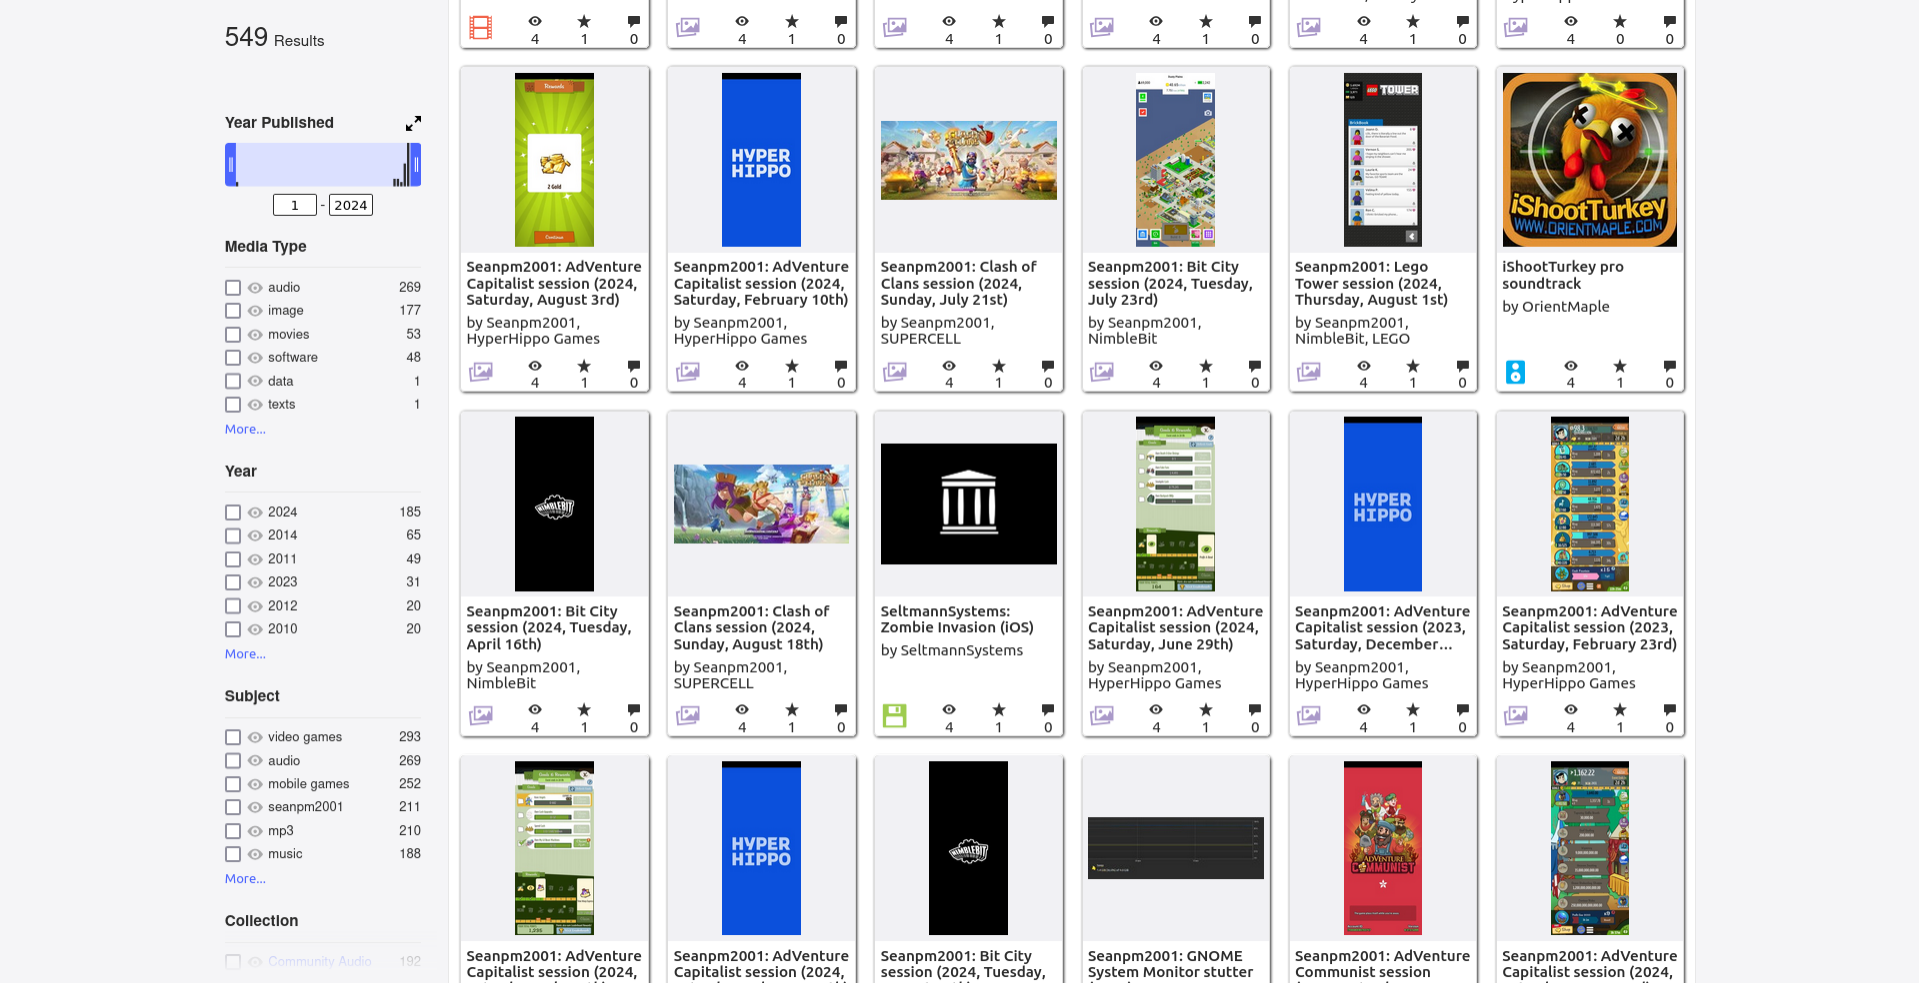 549 Results
Year Published
1 - 2024
Media Type
audio 269
image 177
movies 53
software 48
data 1
texts 1
More...
Year
2024 185
2014 65
2011 49
2023 31
2012 20
2010 20
More...
Subject
video games 293
audio 269
mobile games 252
seanpm2001 211
mp3 210
music 188
More...
Collection
Community Audio 192
4 1 0
4 1 0
4 1 0
4 1 0
4 1 0
4 0 0
Rewards
2 Gold
Continue
Seanpm2001: AdVenture
Capitalist session (2024,
Saturday, August 3rd)
by Seanpm2001,
HyperHippo Games
4 1 0
HYPER
HIPPO
Seanpm2001: AdVenture
Capitalist session (2024,
Saturday, February 10th)
by Seanpm2001,
HyperHippo Games
4 1 0
Seanpm2001: Clash of
Clans session (2024,
Sunday, July 21st)
by Seanpm2001,
SUPERCELL
4 1 0
Seanpm2001: Bit City
session (2024, Tuesday,
July 23rd)
by Seanpm2001,
NimbleBit
4 1 0
LEGO TOWER
BrickBook
Seanpm2001: Lego
Tower session (2024,
Thursday, August 1st)
by Seanpm2001,
NimbleBit, LEGO
4 1 0
iShootTurkey
WWW.ORIENTMAPLE.COM
iShootTurkey pro
soundtrack
by OrientMaple
4 1 0
NIMBLEBIT
Seanpm2001: Bit City
session (2024, Tuesday,
April 16th)
by Seanpm2001,
NimbleBit
4 1 0
Seanpm2001: Clash of
Clans session (2024,
Sunday, August 18th)
by Seanpm2001,
SUPERCELL
4 1 0
SeltmannSystems:
Zombie Invasion (iOS)
by SeltmannSystems
4 1 0
Seanpm2001: AdVenture
Capitalist session (2024,
Saturday, June 29th)
by Seanpm2001,
HyperHippo Games
4 1 0
HYPER
HIPPO
Seanpm2001: AdVenture
Capitalist session (2023,
Saturday, December...
by Seanpm2001,
HyperHippo Games
4 1 0
Seanpm2001: AdVenture
Capitalist session (2023,
Saturday, February 23rd)
by Seanpm2001,
HyperHippo Games
4 1 0
Seanpm2001: AdVenture
Capitalist session (2024,
HYPER
HIPPO
Seanpm2001: AdVenture
Capitalist session (2024,
NIMBLEBIT
Seanpm2001: Bit City
session (2024, Tuesday,
Seanpm2001: GNOME
System Monitor stutter
ADVENTURE
COMMUNIST
Seanpm2001: AdVenture
Communist session
1,162.22
Seanpm2001: AdVenture
Capitalist session (2024,